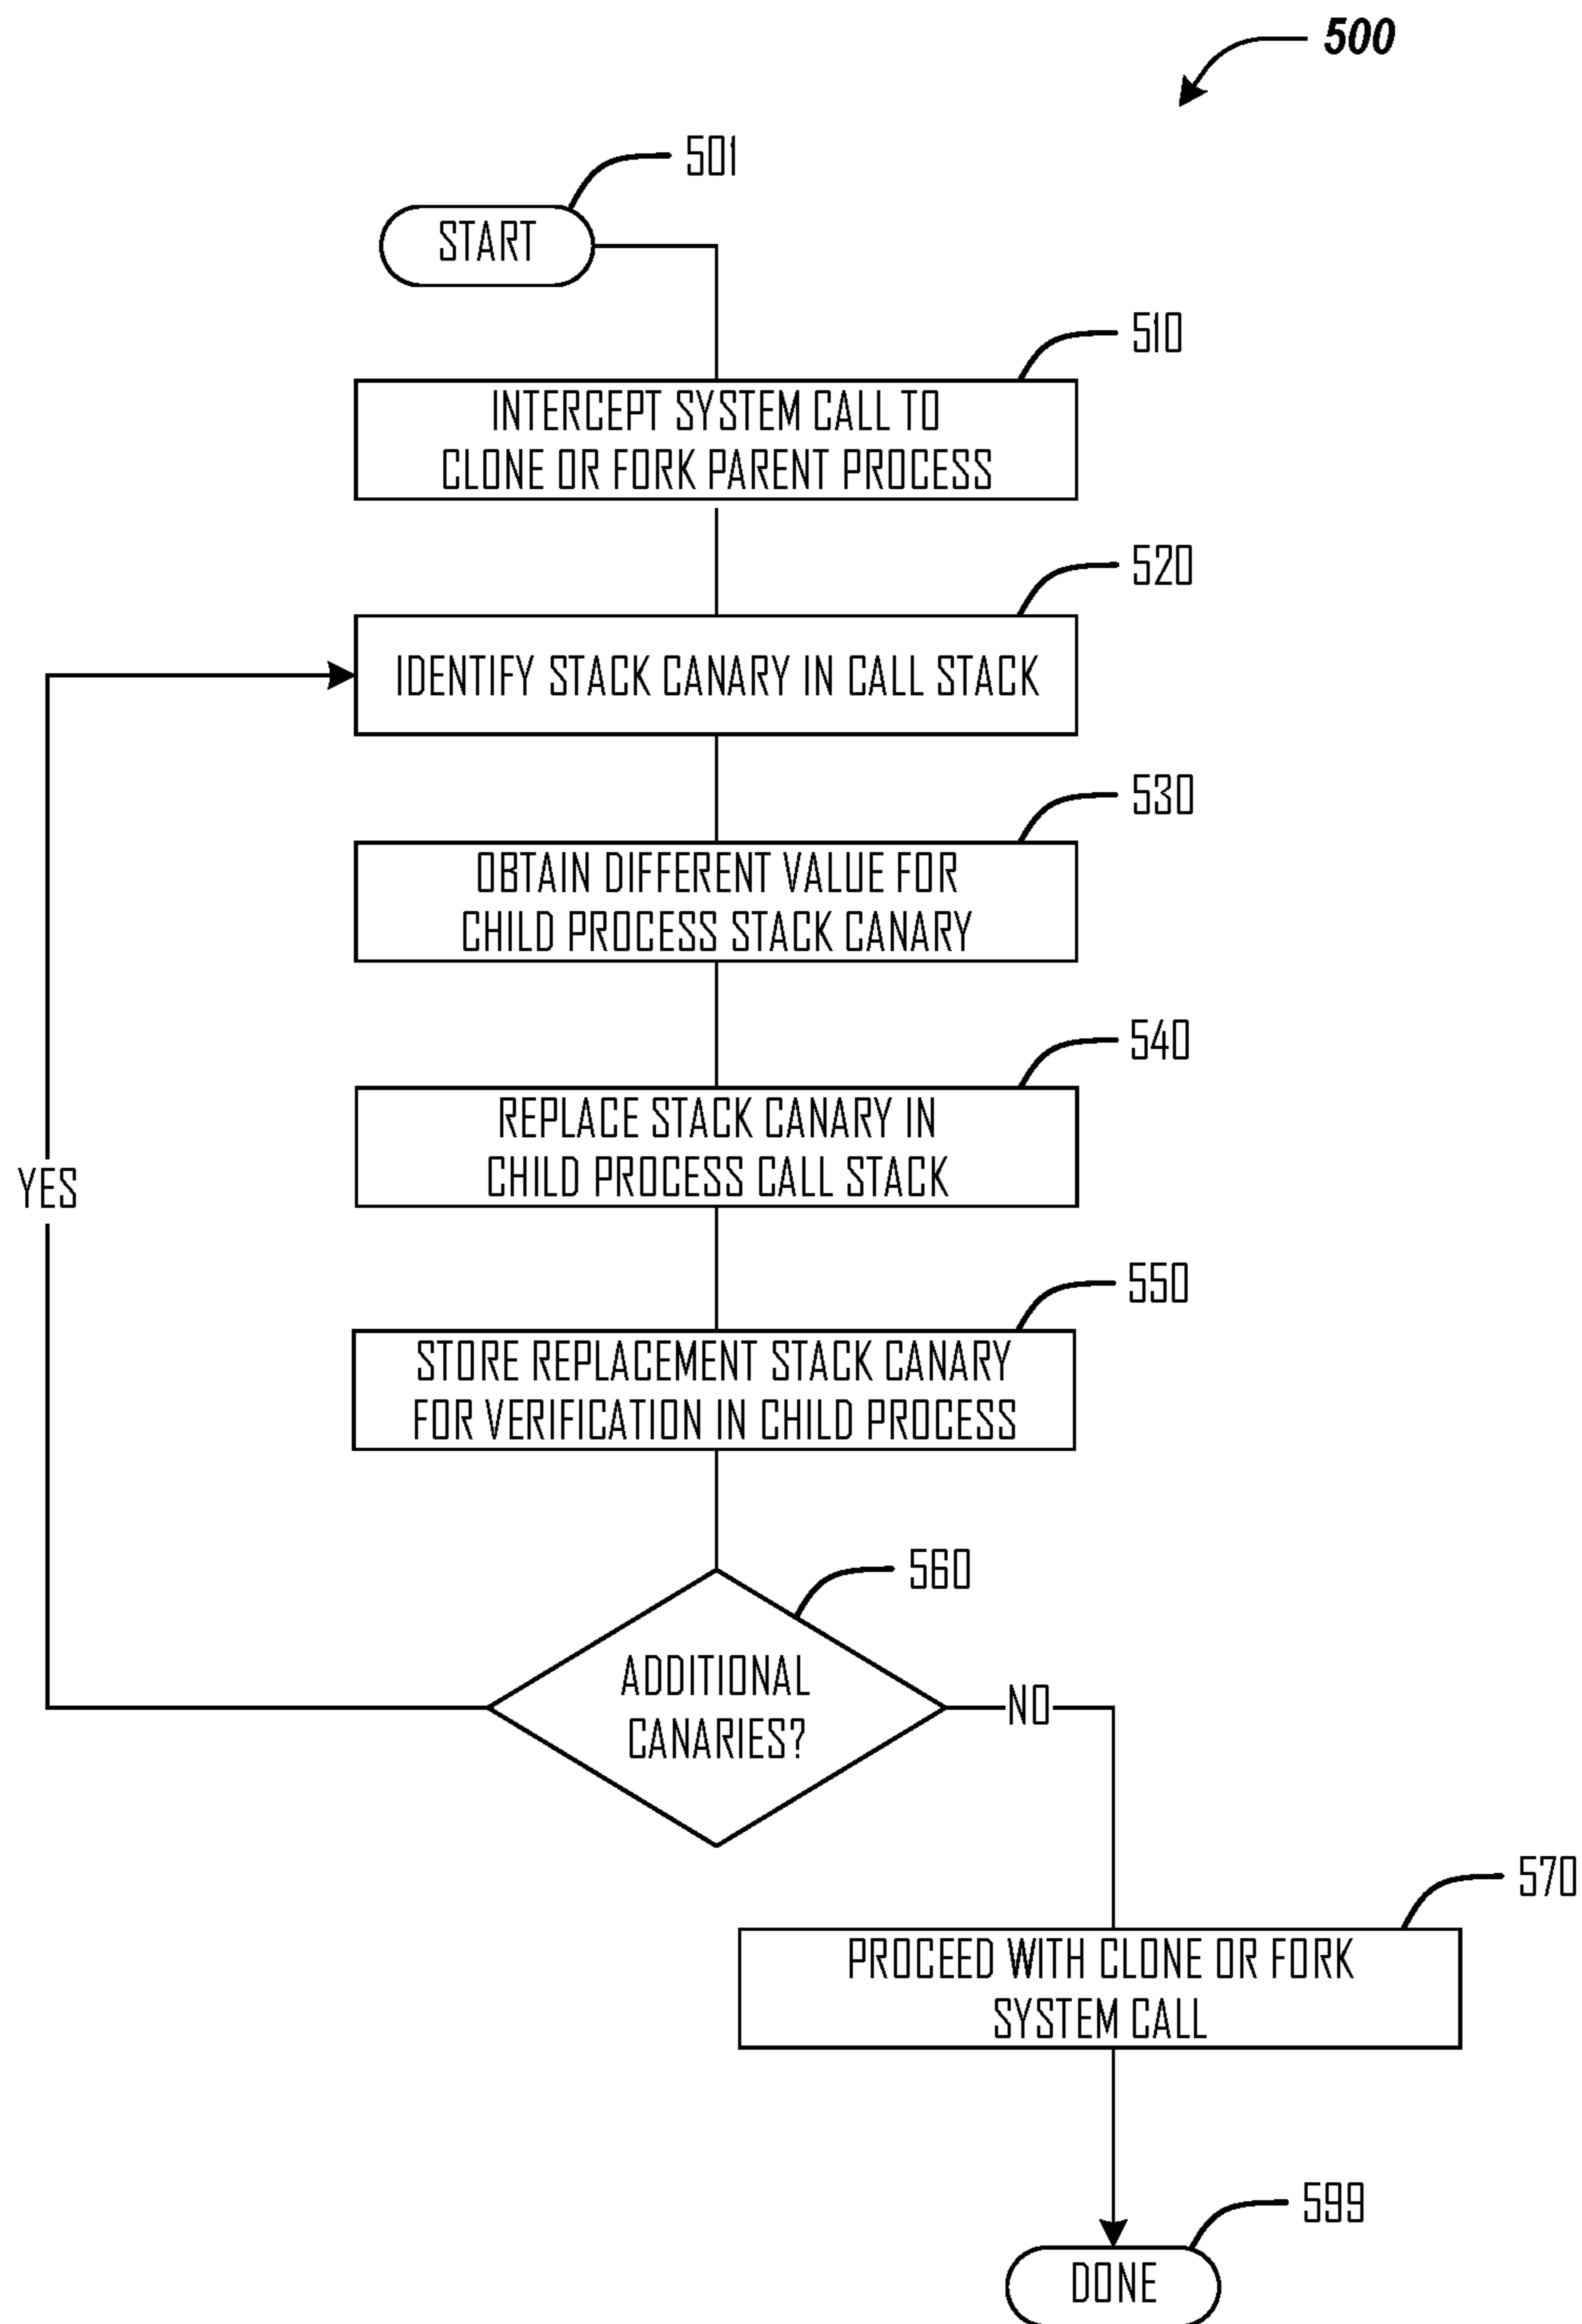 500
501
START
510
INTERCEPT SYSTEM CALL TO
CLONE OR FORK PARENT PROCESS
520
IDENTIFY STACK CANARY IN CALL STACK
530
OBTAIN DIFFERENT VALUE FOR
CHILD PROCESS STACK CANARY
540
REPLACE STACK CANARY IN
CHILD PROCESS CALL STACK
YES
550
STORE REPLACEMENT STACK CANARY
FOR VERIFICATION IN CHILD PROCESS
560
ADDITIONAL
CANARIES?
NO
570
PROCEED WITH CLONE OR FORK
SYSTEM CALL
599
DONE